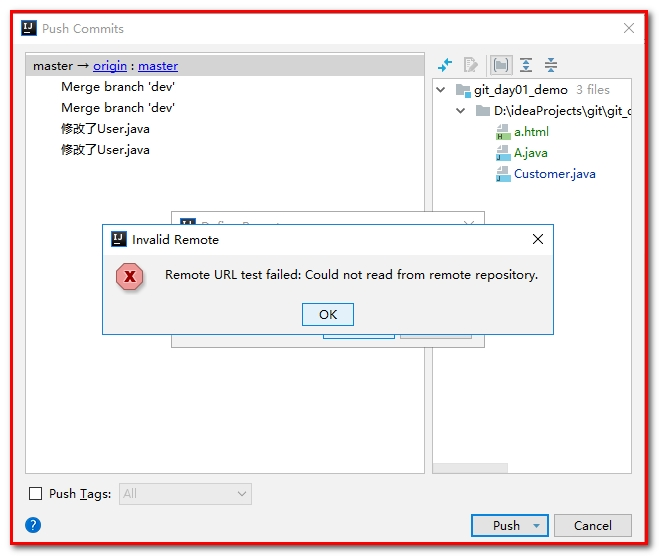 Push Commits
master → origin : master
Merge branch 'dev'
Merge branch 'dev'
修改了User.java
修改了User.java
git_day01_demo 3 files
D:\ideaProjects\git\git_c
a.html
A.java
Customer.java
Invalid Remote
Remote URL test failed: Could not read from remote repository.
OK
Push Tags: All
Push
Cancel